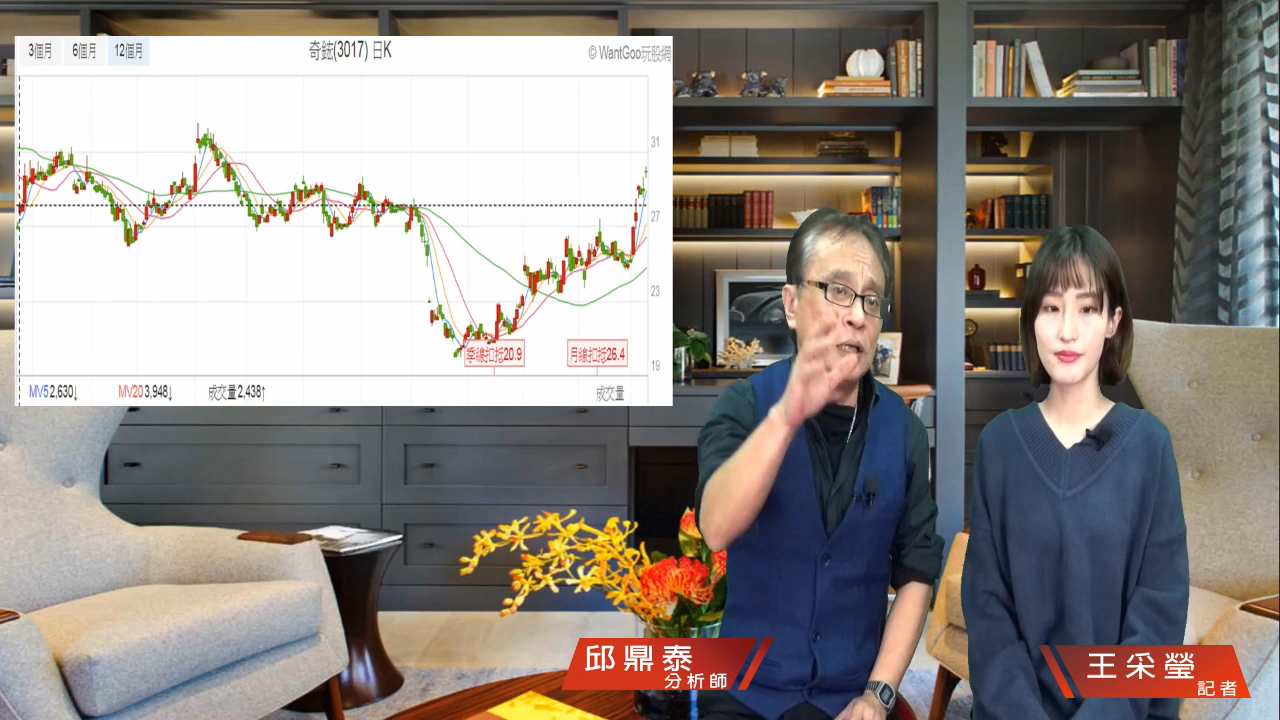 3個月 6個月 12個月 奇鋐(3017) 日K © WantGoo玩股網
31
27
23
19
季線扣抵20.9 月線扣抵26.4
MV5 2,630↓ MV20 3,948↓ 成交量 2,438↑ 成交量
邱鼎泰
分析師
王采瑩
記者